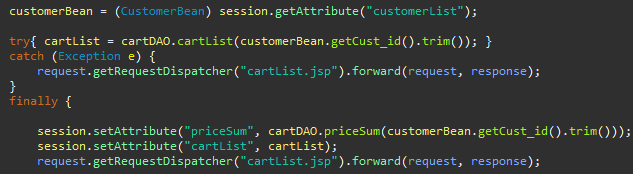 customerBean = (CustomerBean) session.getAttribute("customerList");
try{ cartList = cartDAO.cartList(customerBean.getCust_id().trim()); }
catch (Exception e) {
request.getRequestDispatcher("cartList.jsp").forward(request, response);
}
finally {
session.setAttribute("priceSum", cartDAO.priceSum(customerBean.getCust_id().trim()));
session.setAttribute("cartList", cartList);
request.getRequestDispatcher("cartList.jsp").forward(request, response);